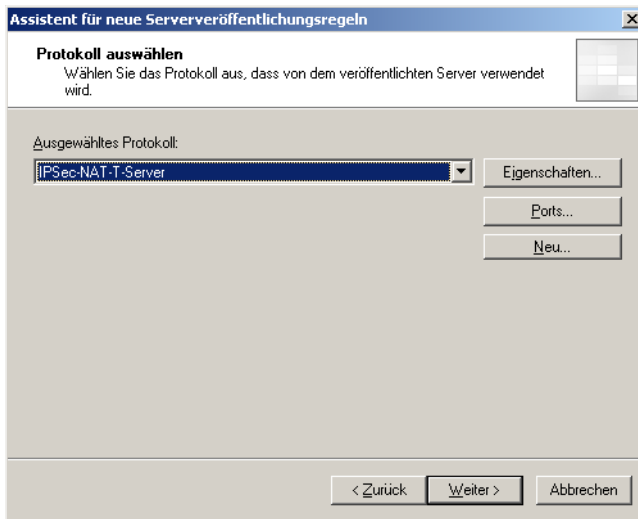 Assistent für neue Serververöffentlichungsregeln
Protokoll auswählen
Wählen Sie das Protokoll aus, dass von dem veröffentlichten Server verwendet
wird.
Ausgewähltes Protokoll:
IPSec-NAT-T-Server
Eigenschaften...
Ports...
Neu...
< Zurück
Weiter >
Abbrechen